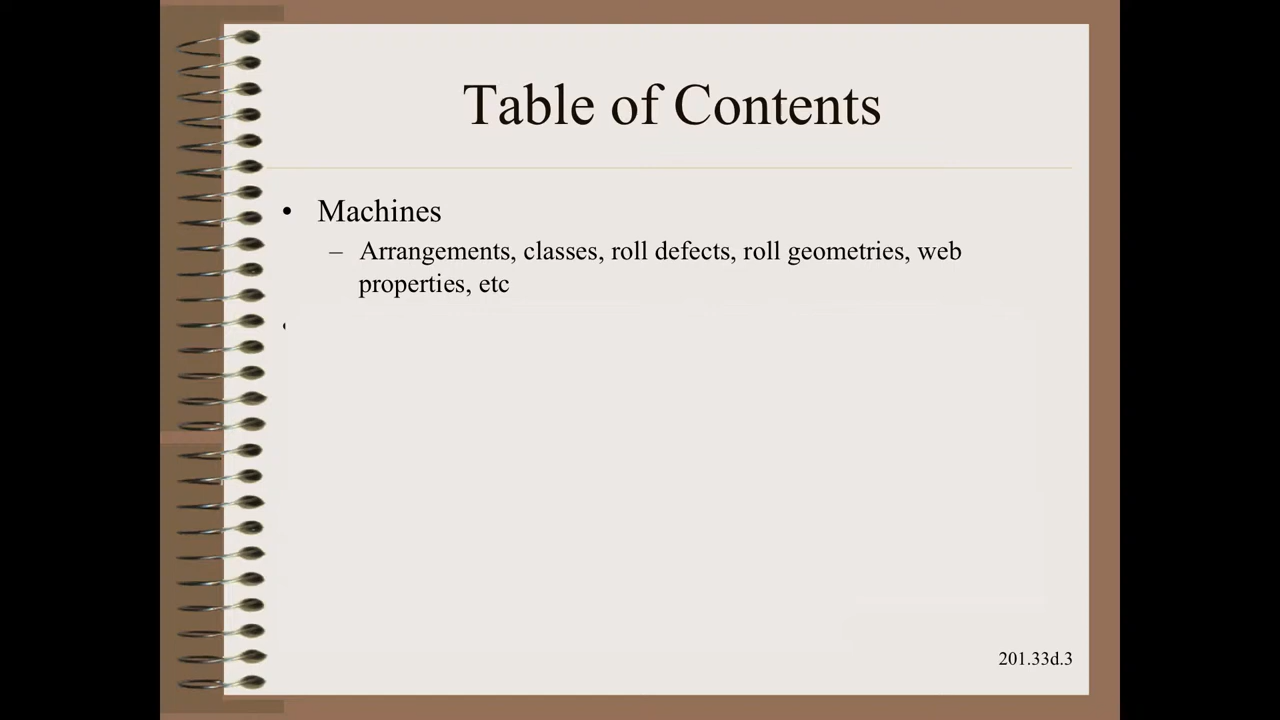 Table of Contents
• Machines
– Arrangements, classes, roll defects, roll geometries, web
properties, etc
201.33d.3